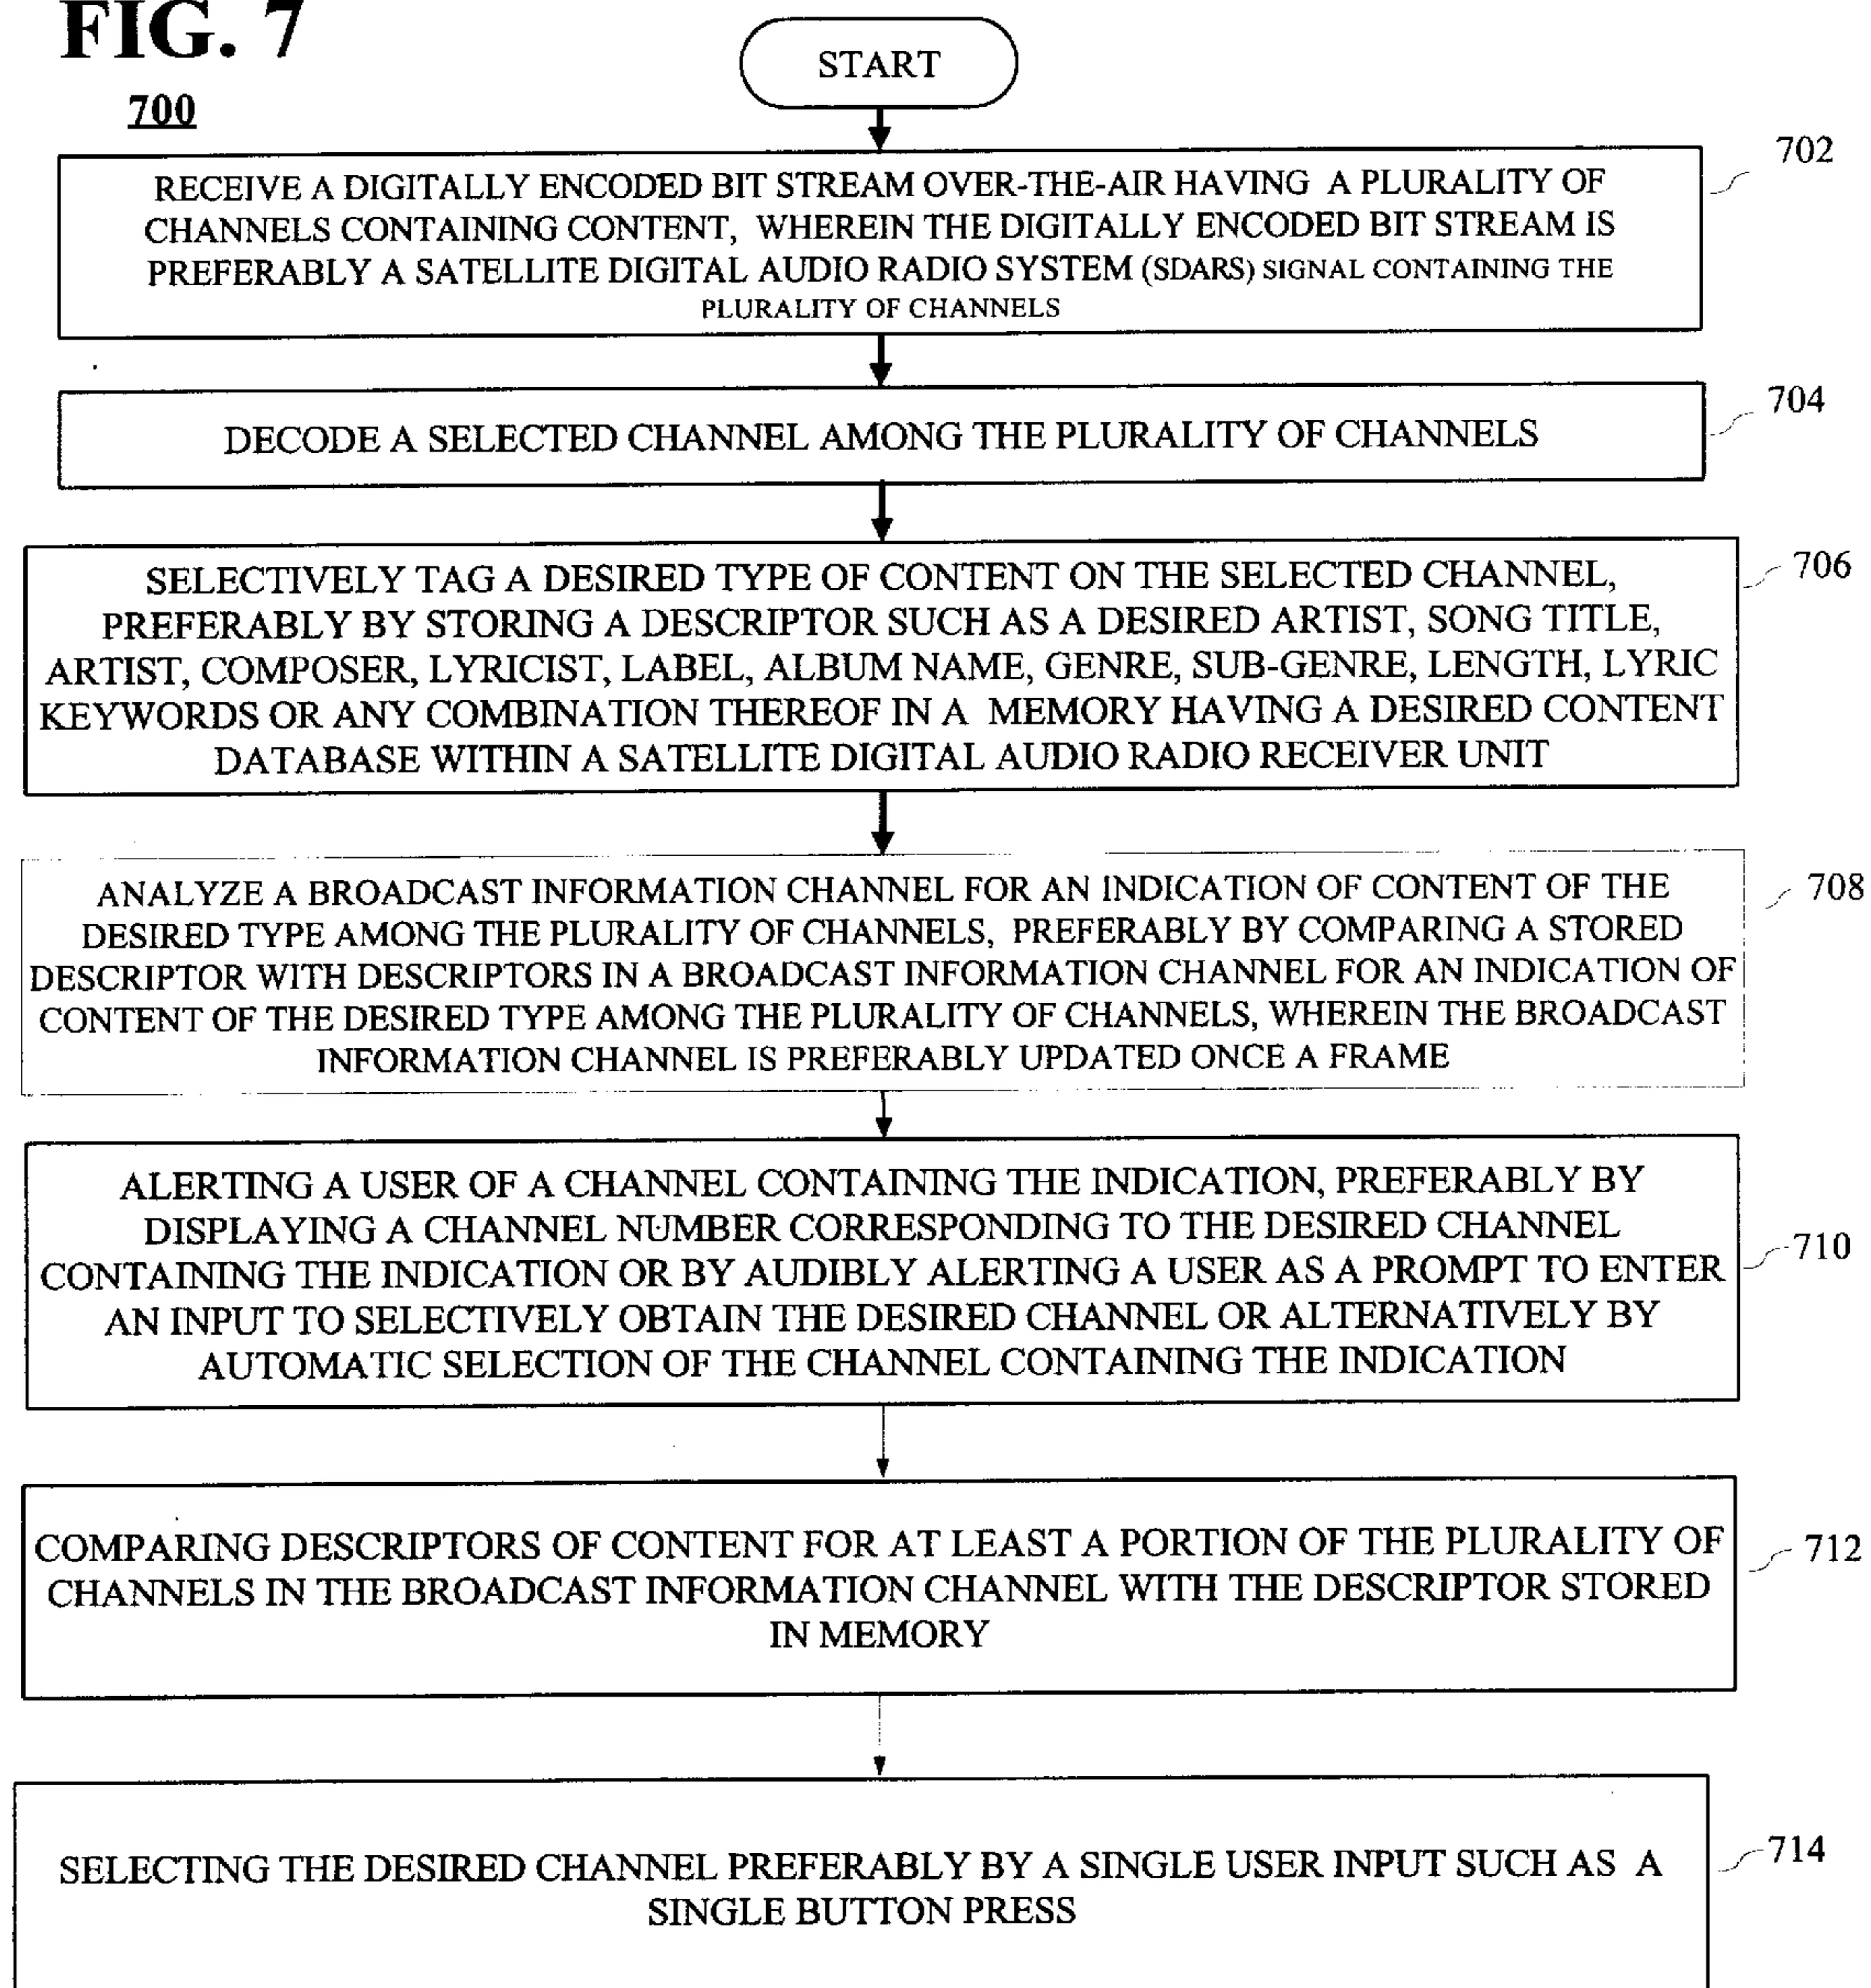 FIG. 7
700
START
702
RECEIVE A DIGITALLY ENCODED BIT STREAM OVER-THE-AIR HAVING A PLURALITY OF
CHANNELS CONTAINING CONTENT, WHEREIN THE DIGITALLY ENCODED BIT STREAM IS
PREFERABLY A SATELLITE DIGITAL AUDIO RADIO SYSTEM (SDARS) SIGNAL CONTAINING THE
PLURALITY OF CHANNELS
704
DECODE A SELECTED CHANNEL AMONG THE PLURALITY OF CHANNELS
706
SELECTIVELY TAG A DESIRED TYPE OF CONTENT ON THE SELECTED CHANNEL,
PREFERABLY BY STORING A DESCRIPTOR SUCH AS A DESIRED ARTIST, SONG TITLE,
ARTIST, COMPOSER, LYRICIST, LABEL, ALBUM NAME, GENRE, SUB-GENRE, LENGTH, LYRIC
KEYWORDS OR ANY COMBINATION THEREOF IN A MEMORY HAVING A DESIRED CONTENT
DATABASE WITHIN A SATELLITE DIGITAL AUDIO RADIO RECEIVER UNIT
708
ANALYZE A BROADCAST INFORMATION CHANNEL FOR AN INDICATION OF CONTENT OF THE
DESIRED TYPE AMONG THE PLURALITY OF CHANNELS, PREFERABLY BY COMPARING A STORED
DESCRIPTOR WITH DESCRIPTORS IN A BROADCAST INFORMATION CHANNEL FOR AN INDICATION OF
CONTENT OF THE DESIRED TYPE AMONG THE PLURALITY OF CHANNELS, WHEREIN THE BROADCAST
INFORMATION CHANNEL IS PREFERABLY UPDATED ONCE A FRAME
710
ALERTING A USER OF A CHANNEL CONTAINING THE INDICATION, PREFERABLY BY
DISPLAYING A CHANNEL NUMBER CORRESPONDING TO THE DESIRED CHANNEL
CONTAINING THE INDICATION OR BY AUDIBLY ALERTING A USER AS A PROMPT TO ENTER
AN INPUT TO SELECTIVELY OBTAIN THE DESIRED CHANNEL OR ALTERNATIVELY BY
AUTOMATIC SELECTION OF THE CHANNEL CONTAINING THE INDICATION
712
COMPARING DESCRIPTORS OF CONTENT FOR AT LEAST A PORTION OF THE PLURALITY OF
CHANNELS IN THE BROADCAST INFORMATION CHANNEL WITH THE DESCRIPTOR STORED
IN MEMORY
714
SELECTING THE DESIRED CHANNEL PREFERABLY BY A SINGLE USER INPUT SUCH AS A
SINGLE BUTTON PRESS